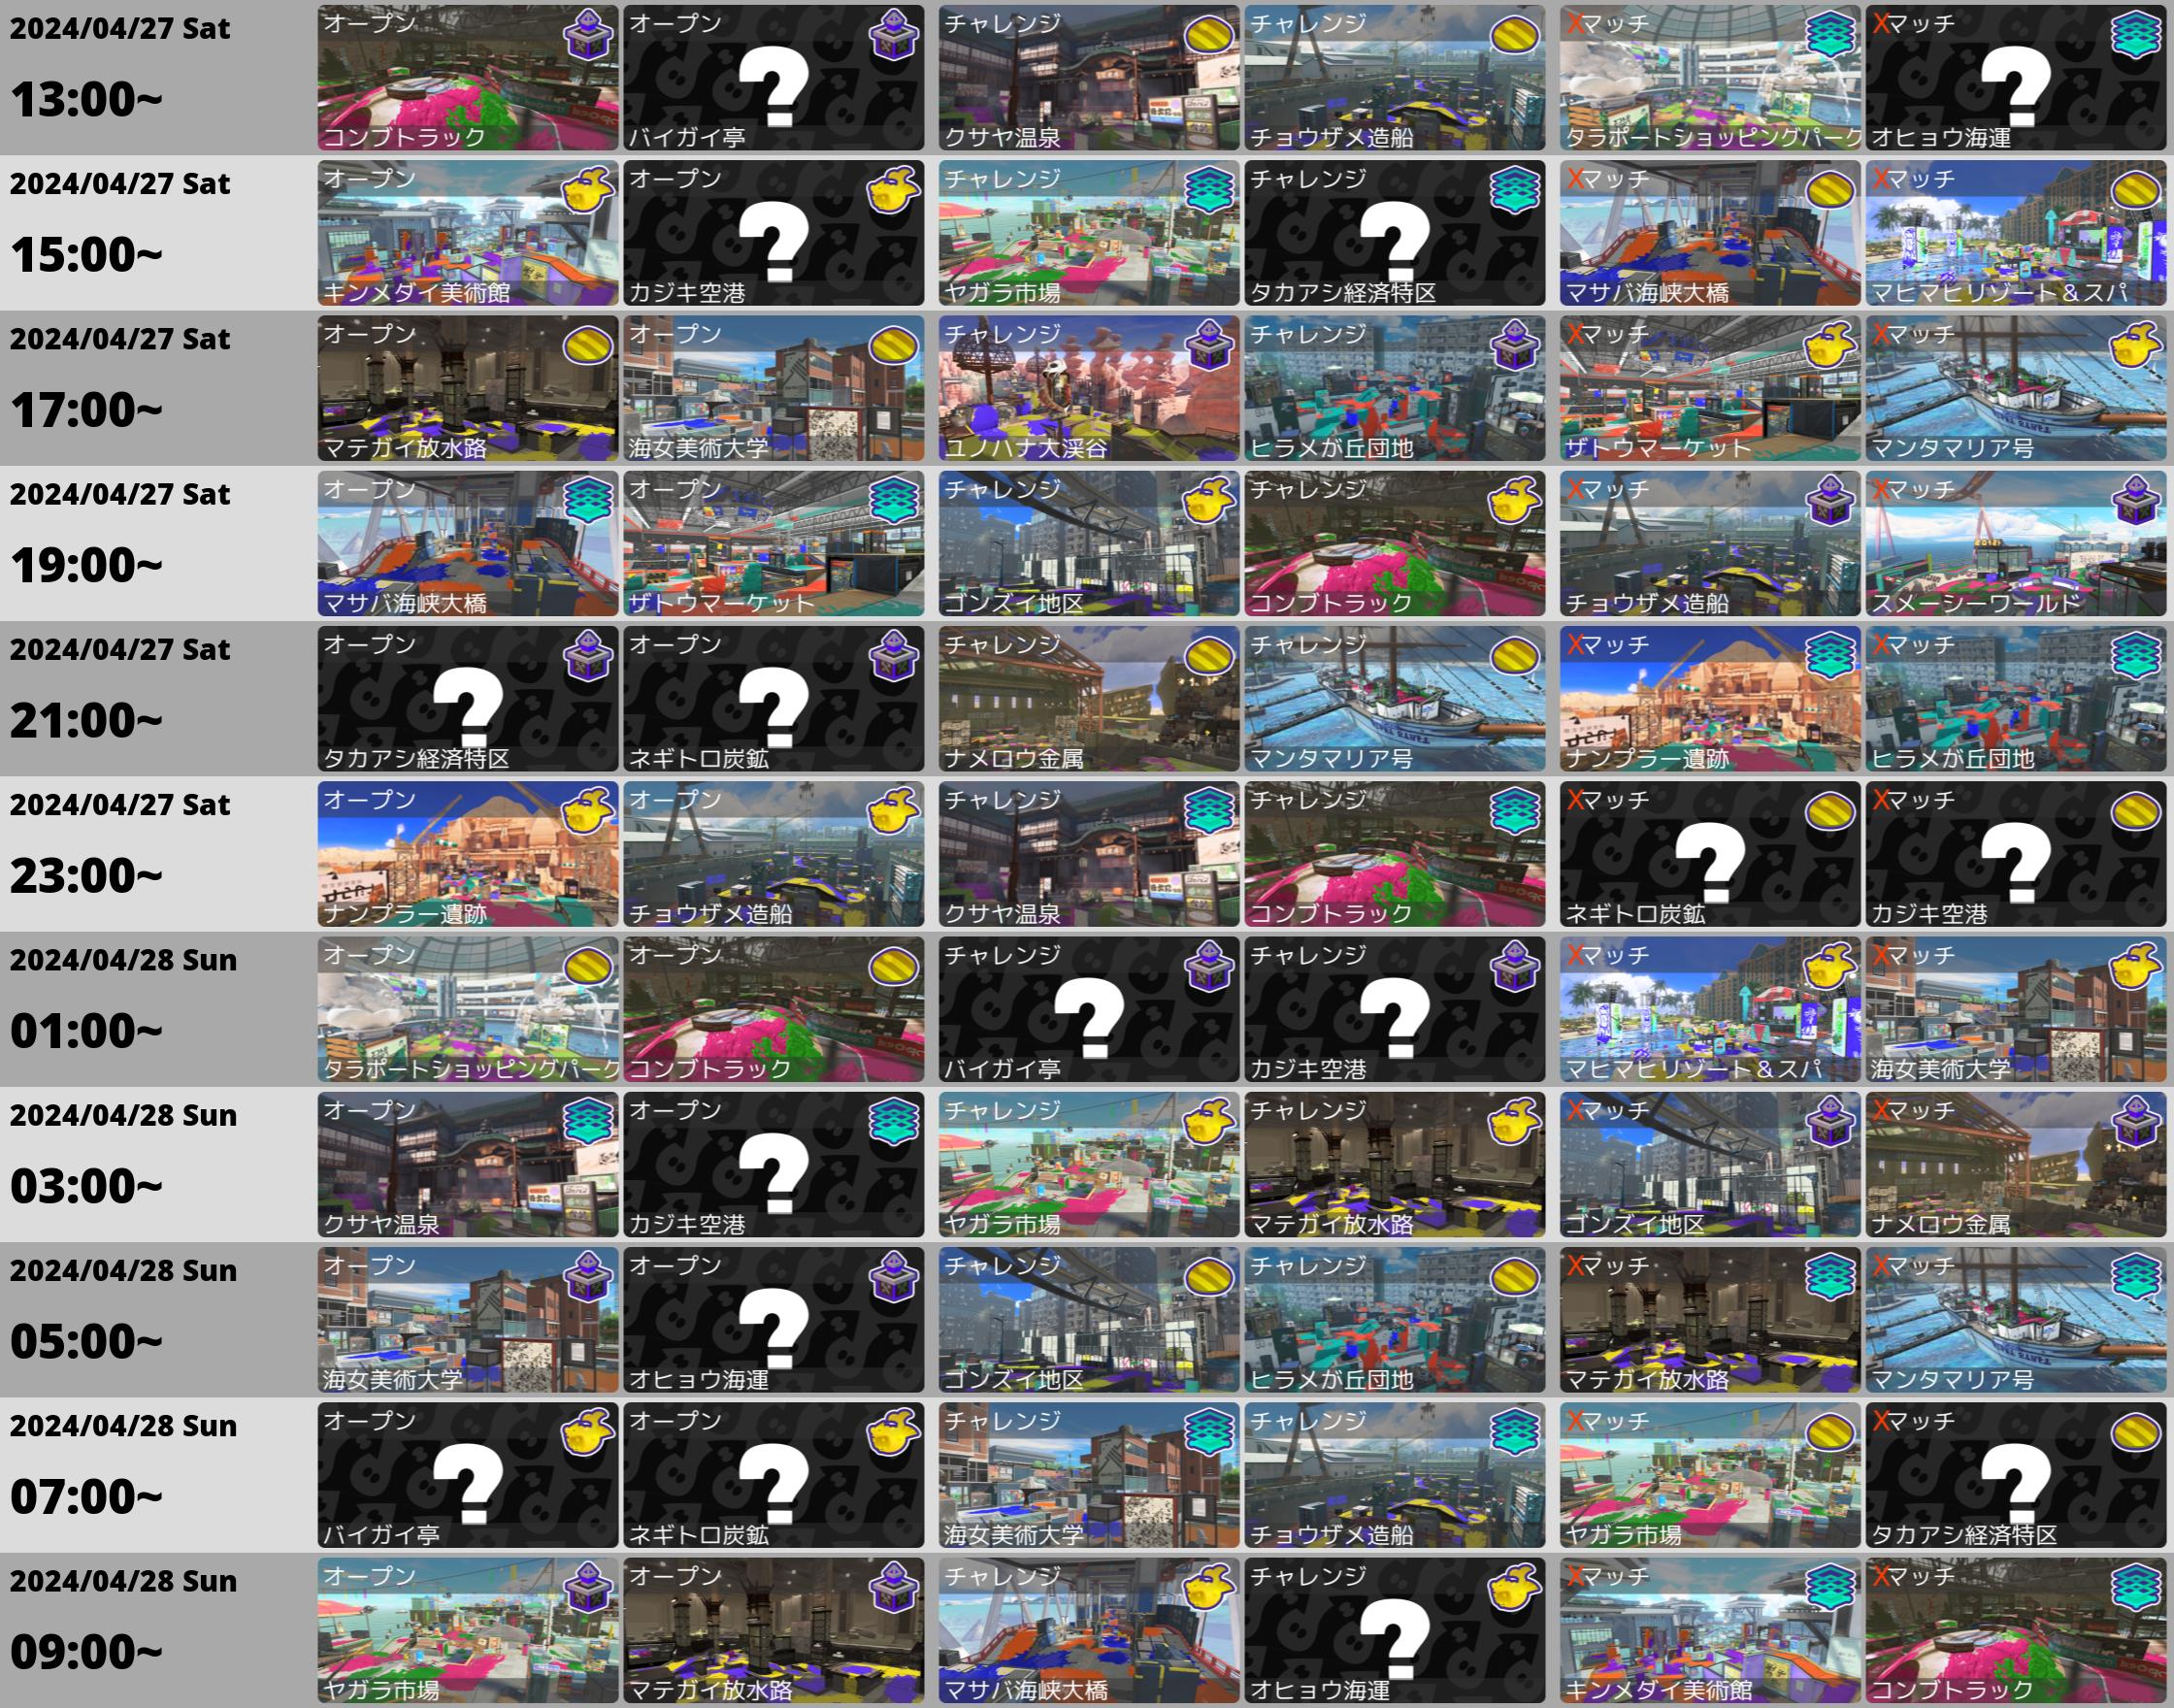 2024/04/27 Sat
13:00~
オープン
コンブトラック
オープン
バイガイ亭
チャレンジ
クサヤ温泉
チャレンジ
チョウザメ造船
Xマッチ
タラポートショッピングパーク
Xマッチ
オヒョウ海運
2024/04/27 Sat
15:00~
オープン
キンメダイ美術館
オープン
カジキ空港
チャレンジ
ヤガラ市場
チャレンジ
タカアシ経済特区
Xマッチ
マサバ海峡大橋
Xマッチ
マヒマヒリゾート&スパ
2024/04/27 Sat
17:00~
オープン
マテガイ放水路
オープン
海女美術大学
チャレンジ
ユノハナ大渓谷
チャレンジ
ヒラメが丘団地
Xマッチ
ザトウマーケット
Xマッチ
マンタマリア号
2024/04/27 Sat
19:00~
オープン
マサバ海峡大橋
オープン
ザトウマーケット
チャレンジ
ゴンズイ地区
チャレンジ
コンブトラック
Xマッチ
チョウザメ造船
Xマッチ
スメーシーワールド
2024/04/27 Sat
21:00~
オープン
タカアシ経済特区
オープン
ネギトロ炭鉱
チャレンジ
ナメロウ金属
チャレンジ
マンタマリア号
Xマッチ
ナンプラー遺跡
Xマッチ
ヒラメが丘団地
2024/04/27 Sat
23:00~
オープン
ナンプラー遺跡
オープン
チョウザメ造船
チャレンジ
クサヤ温泉
チャレンジ
コンブトラック
Xマッチ
ネギトロ炭鉱
Xマッチ
カジキ空港
2024/04/28 Sun
01:00~
オープン
タラポートショッピングパーク
オープン
コンブトラック
チャレンジ
バイガイ亭
チャレンジ
カジキ空港
Xマッチ
マヒマヒリゾート&スパ
Xマッチ
海女美術大学
2024/04/28 Sun
03:00~
オープン
クサヤ温泉
オープン
カジキ空港
チャレンジ
ヤガラ市場
チャレンジ
マテガイ放水路
Xマッチ
ゴンズイ地区
Xマッチ
ナメロウ金属
2024/04/28 Sun
05:00~
オープン
海女美術大学
オープン
オヒョウ海運
チャレンジ
ゴンズイ地区
チャレンジ
ヒラメが丘団地
Xマッチ
マテガイ放水路
Xマッチ
マンタマリア号
2024/04/28 Sun
07:00~
オープン
バイガイ亭
オープン
ネギトロ炭鉱
チャレンジ
海女美術大学
チャレンジ
チョウザメ造船
Xマッチ
ヤガラ市場
Xマッチ
タカアシ経済特区
2024/04/28 Sun
09:00~
オープン
ヤガラ市場
オープン
マテガイ放水路
チャレンジ
マサバ海峡大橋
チャレンジ
オヒョウ海運
Xマッチ
キンメダイ美術館
Xマッチ
コンブトラック